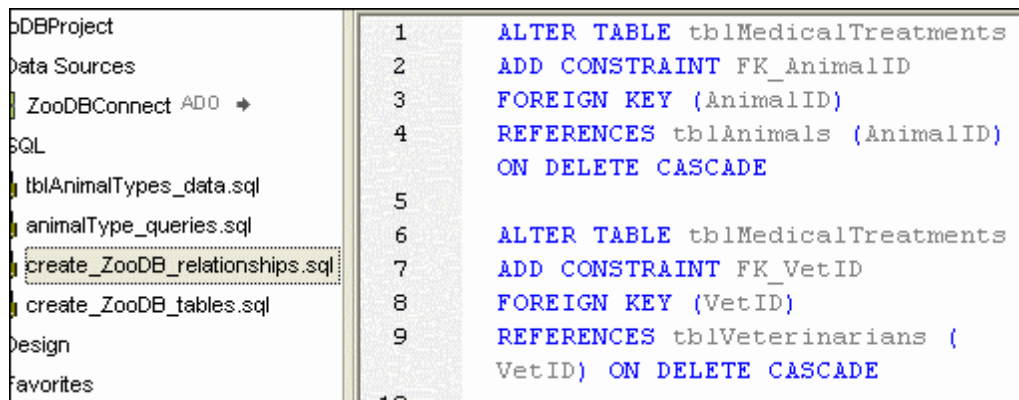 oDBProject
Data Sources
ZooDBConnect ADO
SQL
tblAnimalTypes_data.sql
animalType_queries.sql
create_ZooDB_relationships.sql
create_ZooDB_tables.sql
Design
Favorites
1 ALTER TABLE tblMedicalTreatments
2 ADD CONSTRAINT FK_AnimalID
3 FOREIGN KEY (AnimalID)
4 REFERENCES tblAnimals (AnimalID)
ON DELETE CASCADE
5
6 ALTER TABLE tblMedicalTreatments
7 ADD CONSTRAINT FK_VetID
8 FOREIGN KEY (VetID)
9 REFERENCES tblVeterinarians (
VetID) ON DELETE CASCADE
10